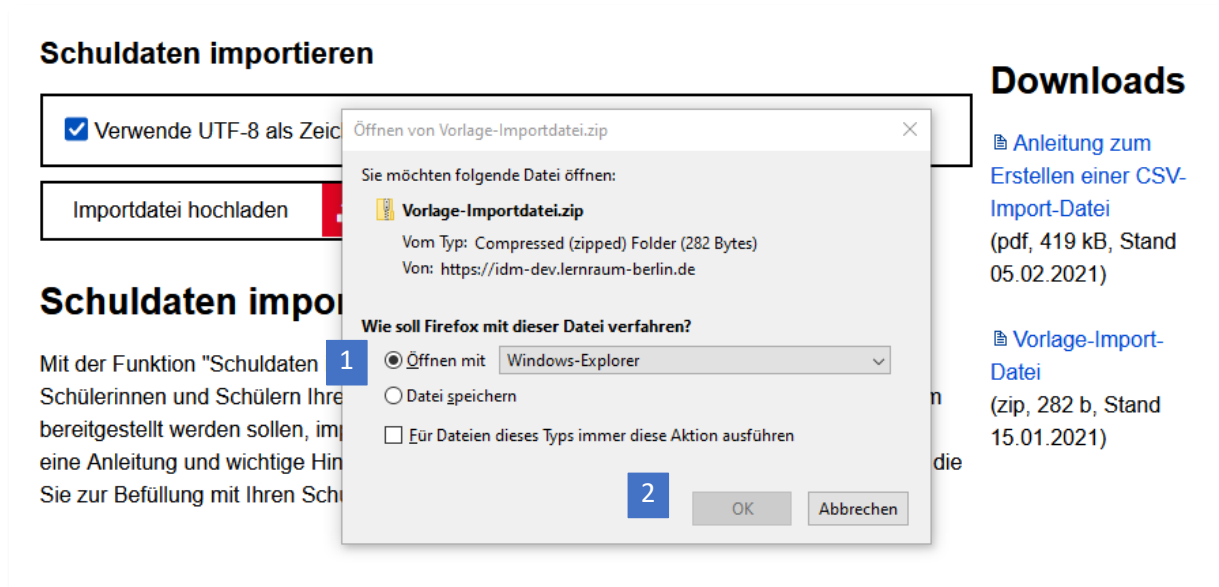 Schuldaten importieren
Verwende UTF-8 als Zeic
Importdatei hochladen
Schuldaten impor
Mit der Funktion "Schuldaten
Schülerinnen und Schülern Ihre
bereitgestellt werden sollen, imp
eine Anleitung und wichtige Hin
die
Sie zur Befüllung mit Ihren Schu
Öffnen von Vorlage-Importdatei.zip
Sie möchten folgende Datei öffnen:
Vorlage-Importdatei.zip
Vom Typ: Compressed (zipped) Folder (282 Bytes)
Von: https://idm-dev.lernraum-berlin.de
Wie soll Firefox mit dieser Datei verfahren?
1
Öffnen mit Windows-Explorer
Datei speichern
Für Dateien dieses Typs immer diese Aktion ausführen
2
OK Abbrechen
Downloads
Anleitung zum
Erstellen einer CSV-
Import-Datei
(pdf, 419 kB, Stand
05.02.2021)
Vorlage-Import-
Datei
(zip, 282 b, Stand
15.01.2021)